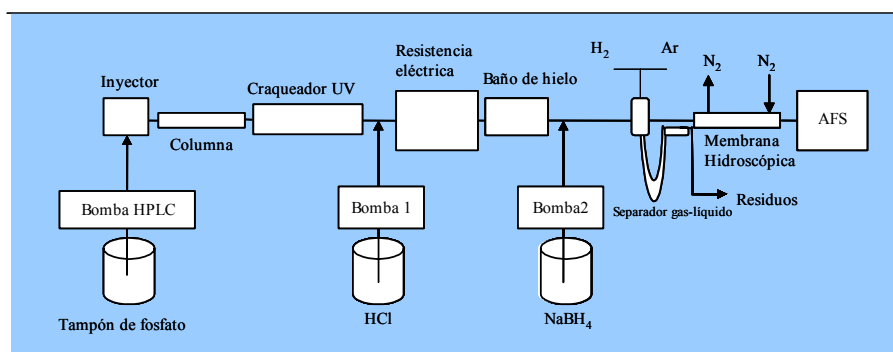 Inyector
Columna
Craqueador UV
Resistencia
eléctrica
Baño de hielo
H2
Ar
N2
N2
AFS
Membrana
Hidroscópica
Separador gas-líquido
Residuos
Bomba HPLC
Bomba 1
Bomba2
Tampón de fosfato
HCl
NaBH4